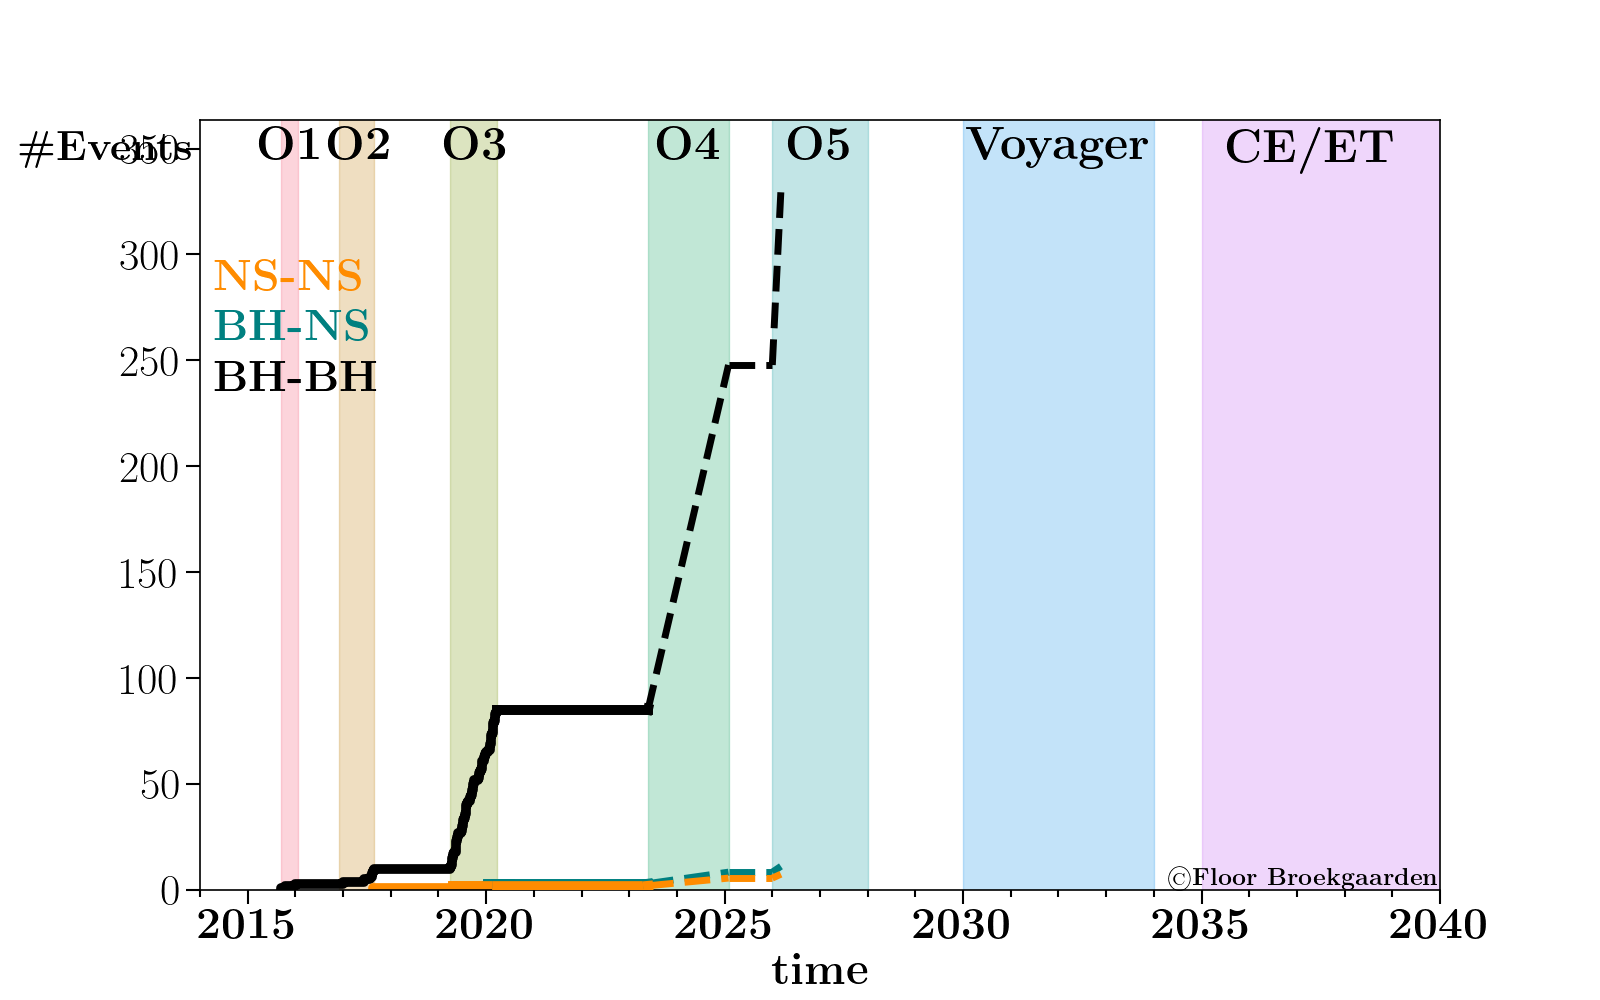 #Events
O1 O2 O3 O4 O5 Voyager CE/ET
350
300
NS-NS
BH-NS
250
BH-BH
200
150
100
50
0
©Floor Broekgaarden
2015 2020 2025 2030 2035 2040
time